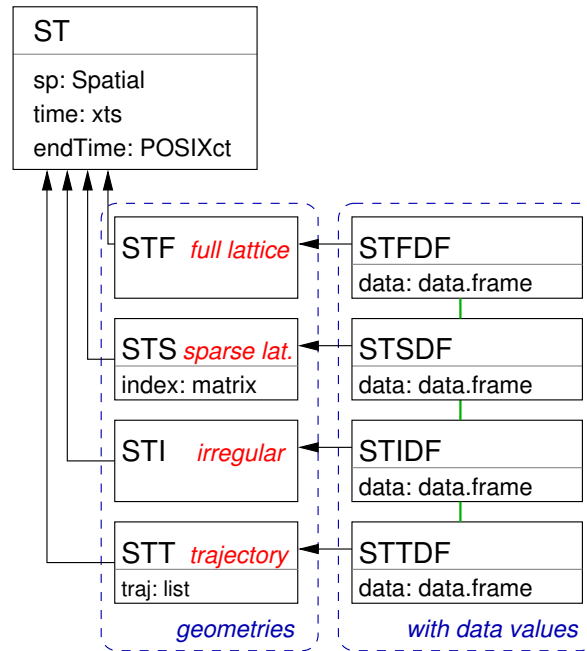 ST
sp: Spatial
time: xts
endTime: POSIXct
STF full lattice
STFDF
data: data.frame
STS sparse lat.
index: matrix
STSDF
data: data.frame
STI irregular
STIDF
data: data.frame
STT trajectory
traj: list
STTDF
data: data.frame
geometries
with data values